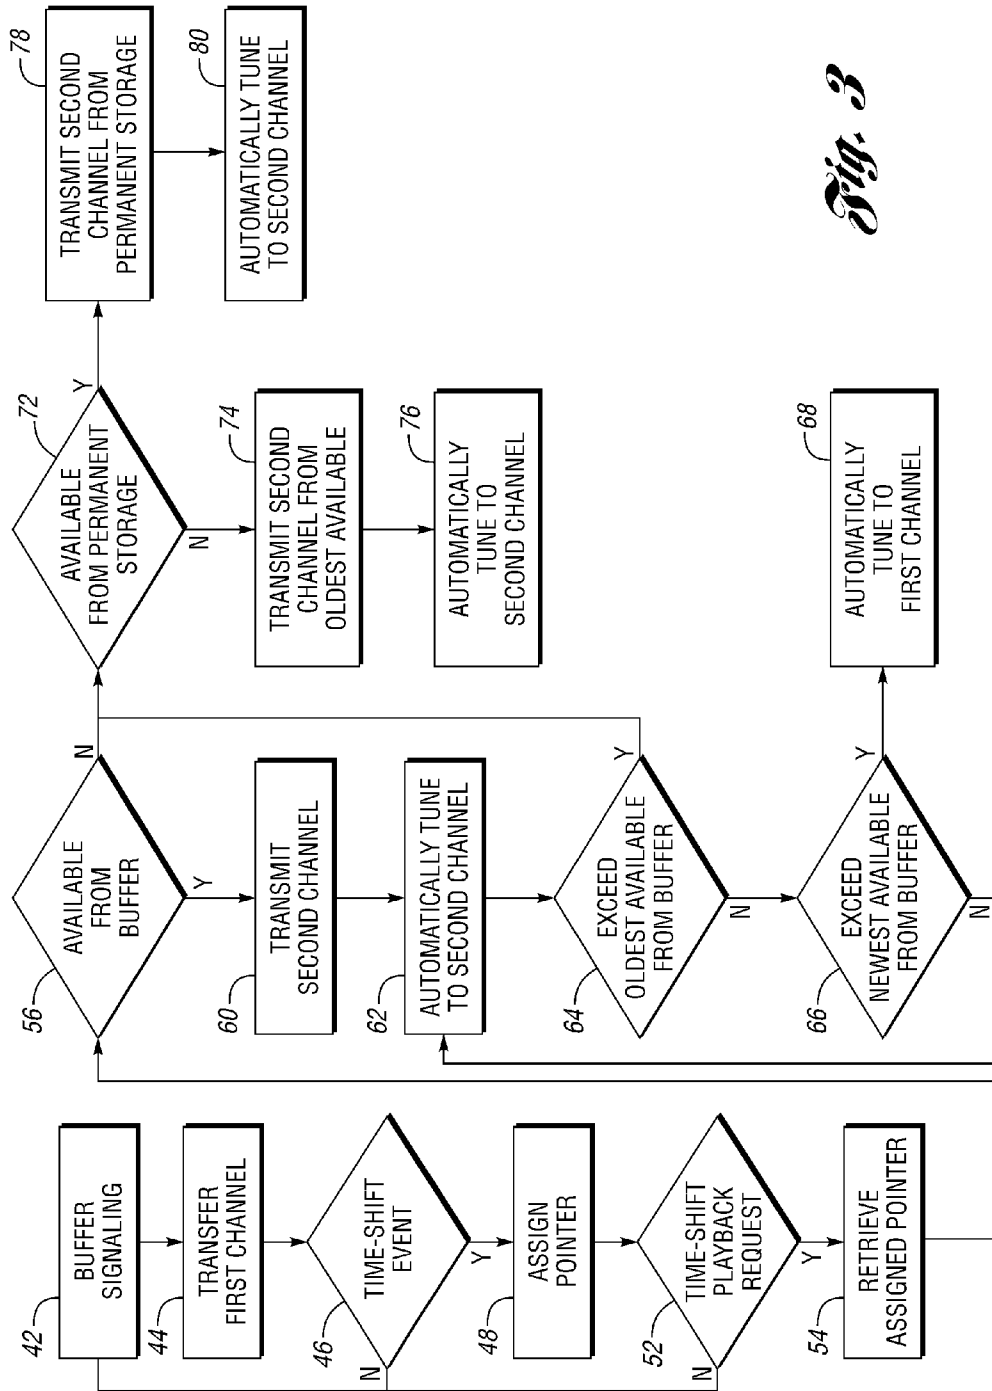 42
BUFFER
SIGNALING
44
TRANSFER
FIRST CHANNEL
46
TIME-SHIFT
EVENT
N
Y
48
ASSIGN
POINTER
52
TIME-SHIFT
PLAYBACK
REQUEST
N
Y
54
RETRIEVE
ASSIGNED POINTER
56
AVAILABLE
FROM
BUFFER
N
Y
60
TRANSMIT
SECOND CHANNEL
62
AUTOMATICALLY TUNE
TO SECOND CHANNEL
64
EXCEED
OLDEST AVAILABLE
FROM BUFFER
Y
N
66
EXCEED
NEWEST AVAILABLE
FROM BUFFER
Y
N
68
AUTOMATICALLY
TUNE TO
FIRST CHANNEL
72
AVAILABLE
FROM PERMANENT
STORAGE
Y
N
74
TRANSMIT SECOND
CHANNEL FROM
OLDEST AVAILABLE
76
AUTOMATICALLY
TUNE TO
SECOND CHANNEL
78
TRANSMIT SECOND
CHANNEL FROM
PERMANENT STORAGE
80
AUTOMATICALLY TUNE
TO SECOND CHANNEL
Fig. 3